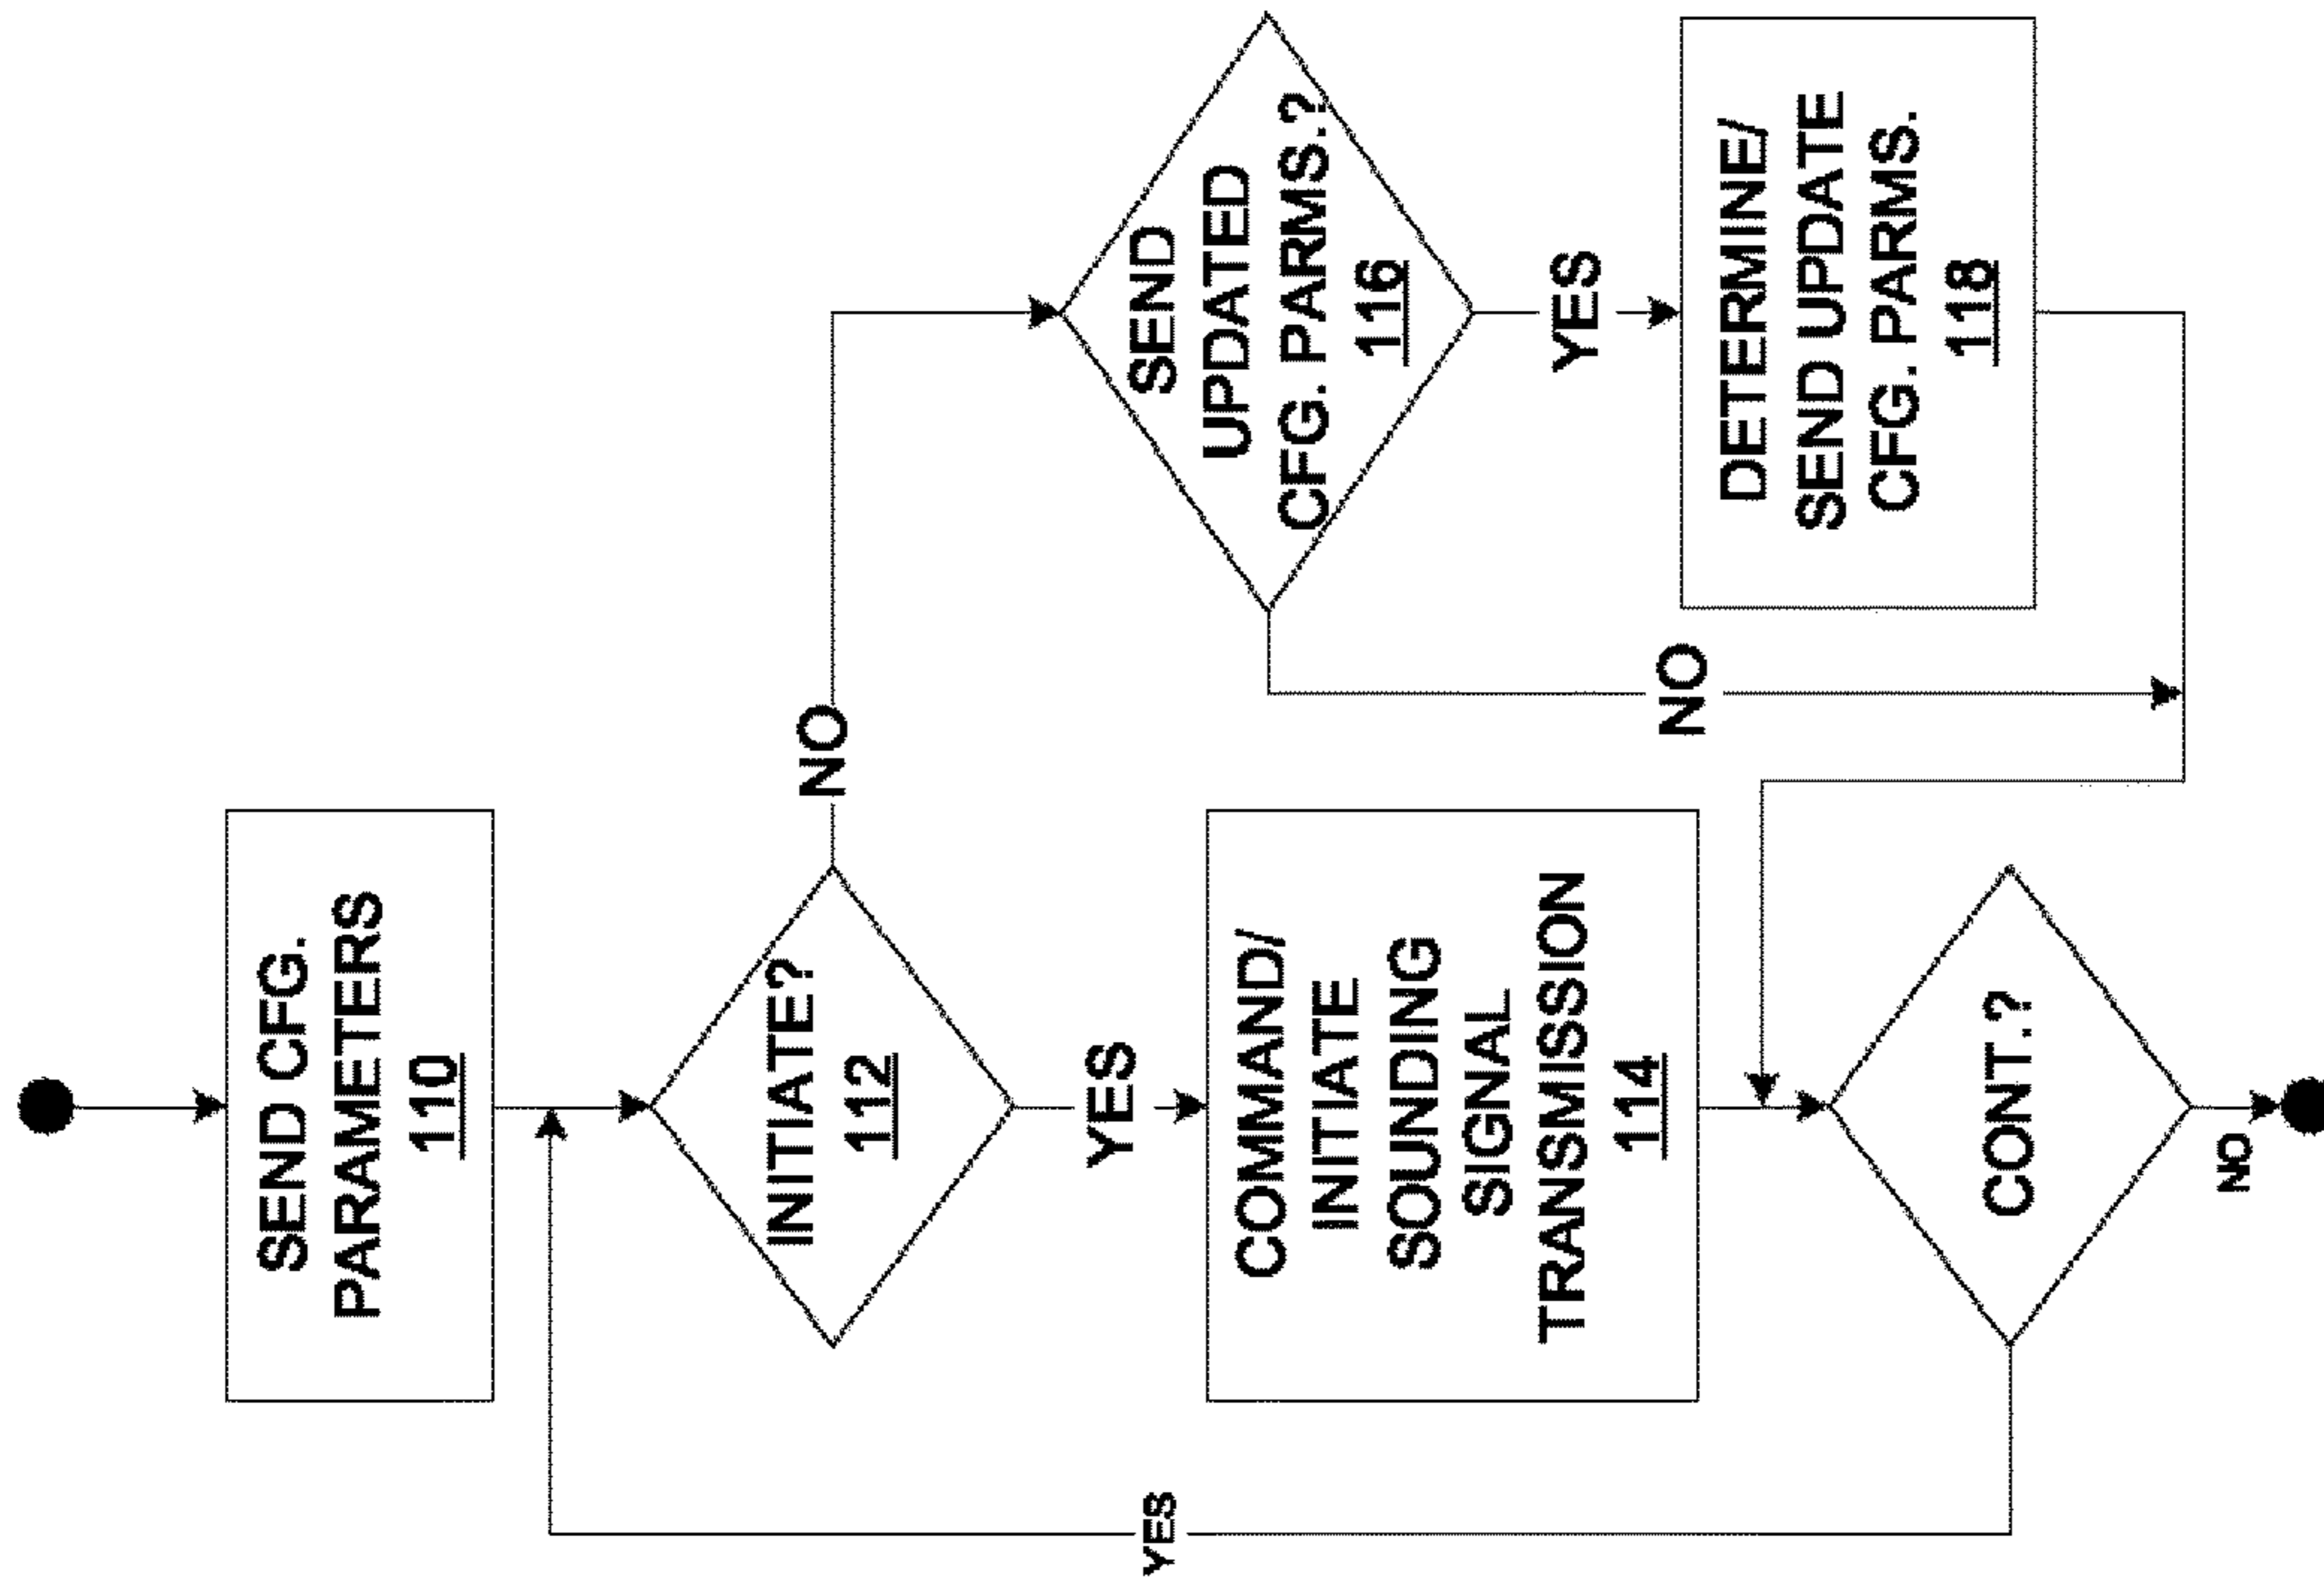 SEND CFG.
PARAMETERS
110
INITIATE?
112
NO
YES
COMMAND/
INITIATE
SOUNDING
SIGNAL
TRANSMISSION
114
SEND
UPDATED
CFG. PARMS.?
116
YES
NO
DETERMINE/
SEND UPDATE
CFG. PARMS.
118
CONT.?
YES
NO